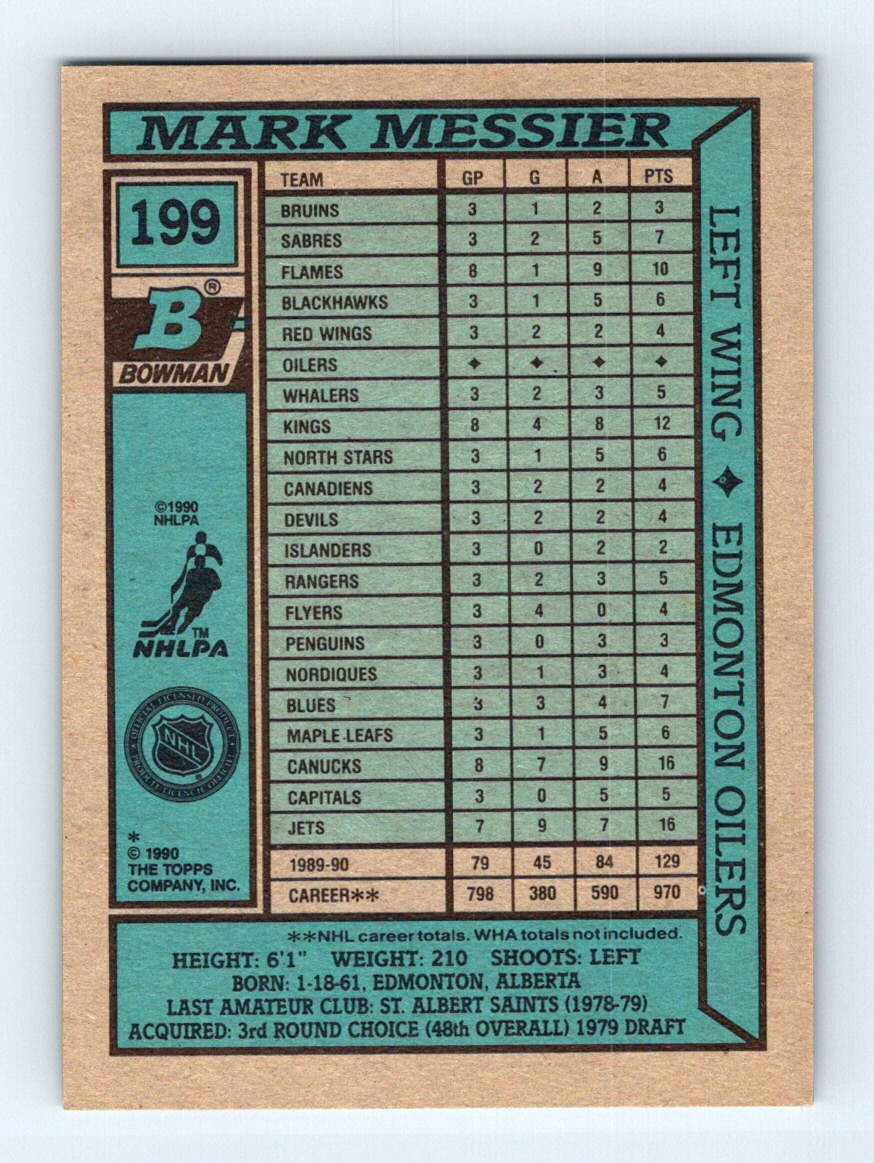 MARK MESSIER
199
B®
BOWMAN
©1990
NHLPA
TM
NHLPA
OFFICIAL LICENSED PRODUCT
NHL
®
*
© 1990
THE TOPPS
COMPANY, INC.
TEAM GP G A PTS
BRUINS 3 1 2 3
SABRES 3 2 5 7
FLAMES 8 1 9 10
BLACKHAWKS 3 1 5 6
RED WINGS 3 2 2 4
OILERS ✦ ✦ ✦ ✦
WHALERS 3 2 3 5
KINGS 8 4 8 12
NORTH STARS 3 1 5 6
CANADIENS 3 2 2 4
DEVILS 3 2 2 4
ISLANDERS 3 0 2 2
RANGERS 3 2 3 5
FLYERS 3 4 0 4
PENGUINS 3 0 3 3
NORDIQUES 3 1 3 4
BLUES 3 3 4 7
MAPLE LEAFS 3 1 5 6
CANUCKS 8 7 9 16
CAPITALS 3 0 5 5
JETS 7 9 7 16
1989-90 79 45 84 129
CAREER** 798 380 590 970
LEFT WING ✦ EDMONTON OILERS
**NHL career totals. WHA totals not included.
HEIGHT: 6'1" WEIGHT: 210 SHOOTS: LEFT
BORN: 1-18-61, EDMONTON, ALBERTA
LAST AMATEUR CLUB: ST. ALBERT SAINTS (1978-79)
ACQUIRED: 3rd ROUND CHOICE (48th OVERALL) 1979 DRAFT